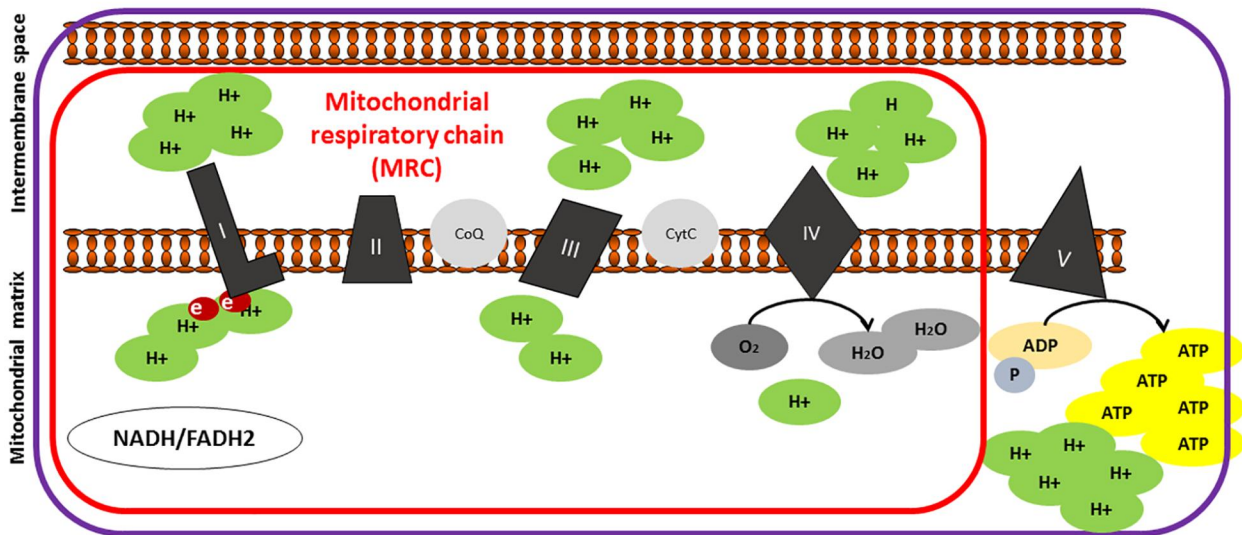 Intermembrane space
Mitochondrial matrix
Mitochondrial
respiratory chain
(MRC)
H+
H+
H+
H+
H+
H+
H+
H+
H
H+
H+
H+
I
II
CoQ
III
CytC
IV
V
e
e
H+
H+
H+
H+
H+
O₂
H₂O
H₂O
H+
ADP
P
ATP
ATP
ATP
ATP
ATP
NADH/FADH2
H+
H+
H+
H+
H+